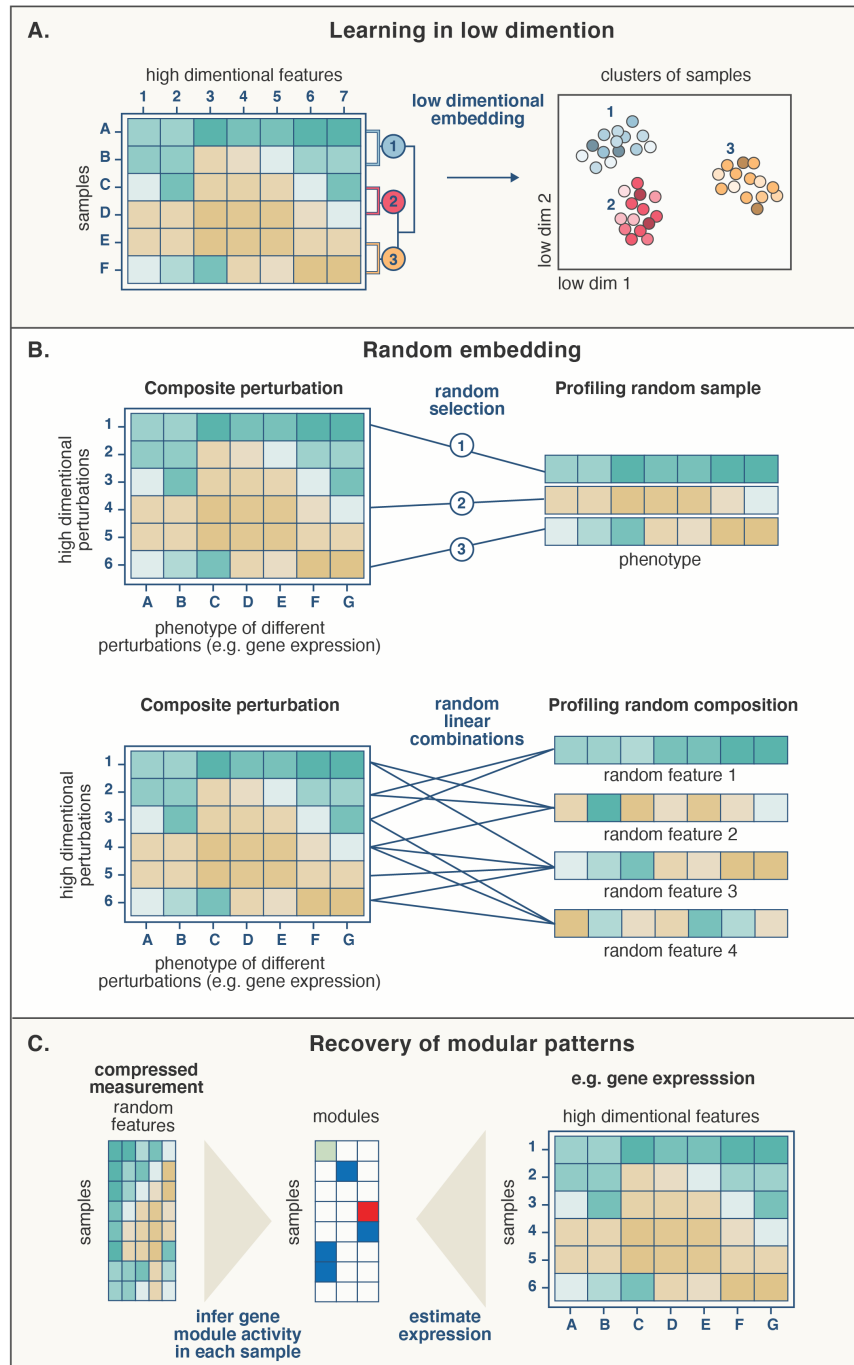 A.
Learning in low dimention
high dimentional features
1 2 3 4 5 6 7
samples
A
B
C
D
E
F
1
2
3
low dimentional
embedding
clusters of samples
1
2
3
low dim 2
low dim 1
B.
Random embedding
Composite perturbation
random
selection
Profiling random sample
high dimentional
perturbations
1
2
3
4
5
6
A B C D E F G
phenotype of different
perturbations (e.g. gene expression)
1
2
3
phenotype
Composite perturbation
random
linear
combinations
Profiling random composition
high dimentional
perturbations
1
2
3
4
5
6
A B C D E F G
phenotype of different
perturbations (e.g. gene expression)
random feature 1
random feature 2
random feature 3
random feature 4
C.
Recovery of modular patterns
compressed
measurement
random
features
samples
infer gene
module activity
in each sample
modules
samples
estimate
expression
e.g. gene expresssion
high dimentional features
samples
1
2
3
4
5
6
A B C D E F G